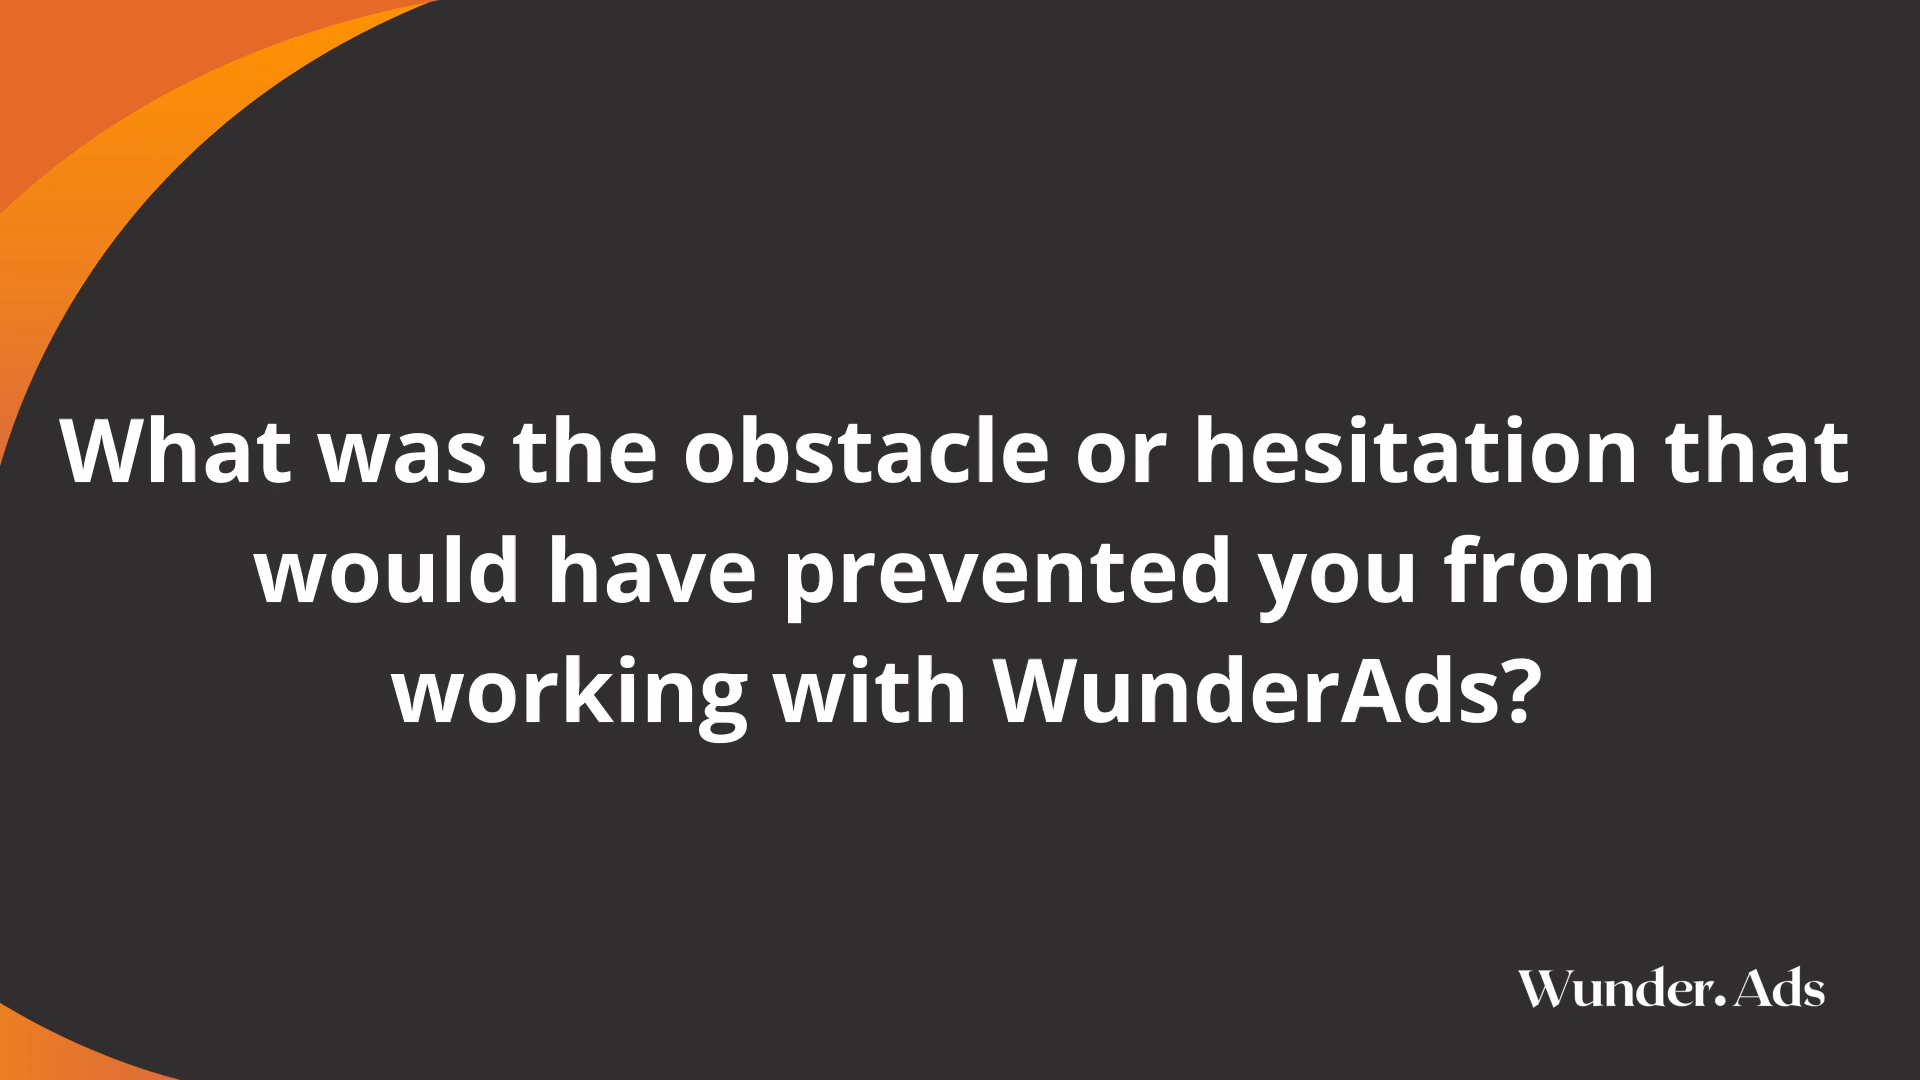 What was the obstacle or hesitation that
would have prevented you from
working with WunderAds?
Wunder.Ads